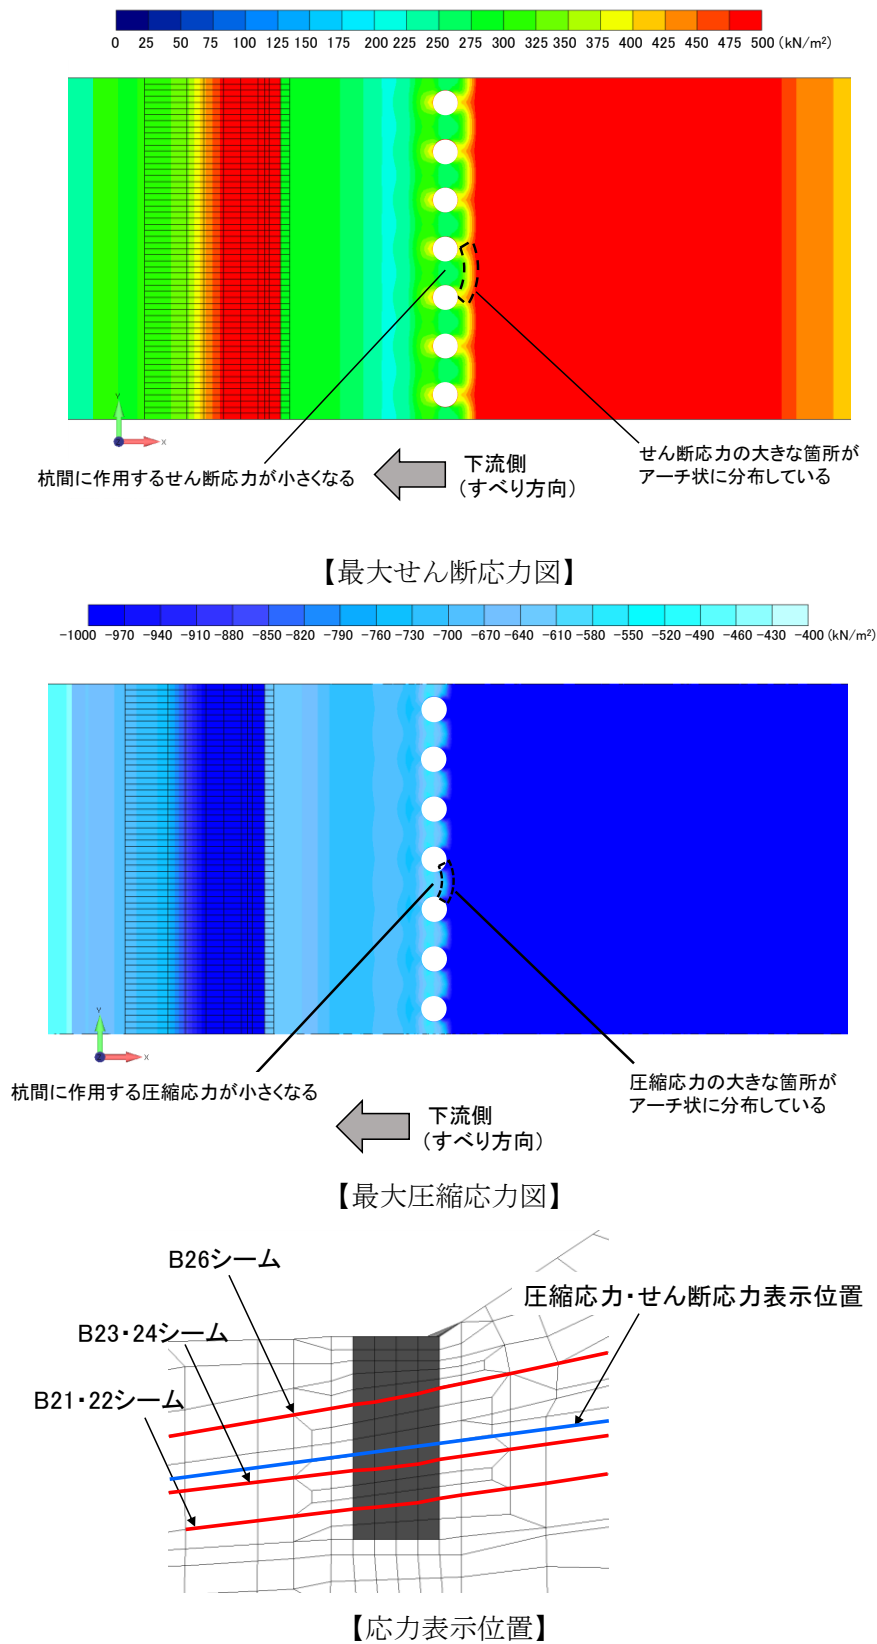 0 25 50 75 100 125 150 175 200 225 250 275 300 325 350 375 400 425 450 475 500 (kN/m²)
Y
X
杭間に作用するせん断応力が小さくなる
下流側
(すべり方向)
せん断応力の大きな箇所が
アーチ状に分布している
【最大せん断応力図】
-1000 -970 -940 -910 -880 -850 -820 -790 -760 -730 -700 -670 -640 -610 -580 -550 -520 -490 -460 -430 -400 (kN/m²)
Y
X
杭間に作用する圧縮応力が小さくなる
圧縮応力の大きな箇所が
アーチ状に分布している
下流側
(すべり方向)
【最大圧縮応力図】
B26シーム
圧縮応力・せん断応力表示位置
B23・24シーム
B21・22シーム
【応力表示位置】